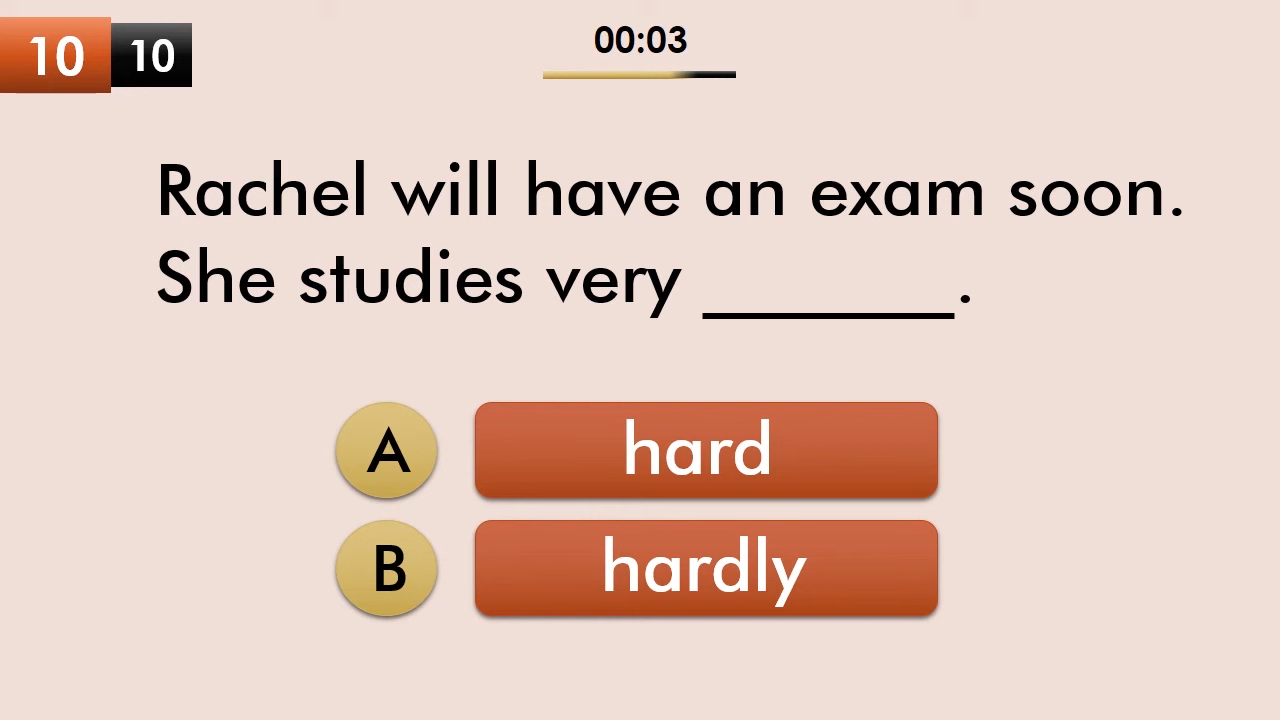 10 10
00:03
Rachel will have an exam soon.
She studies very _______.
A hard
B hardly